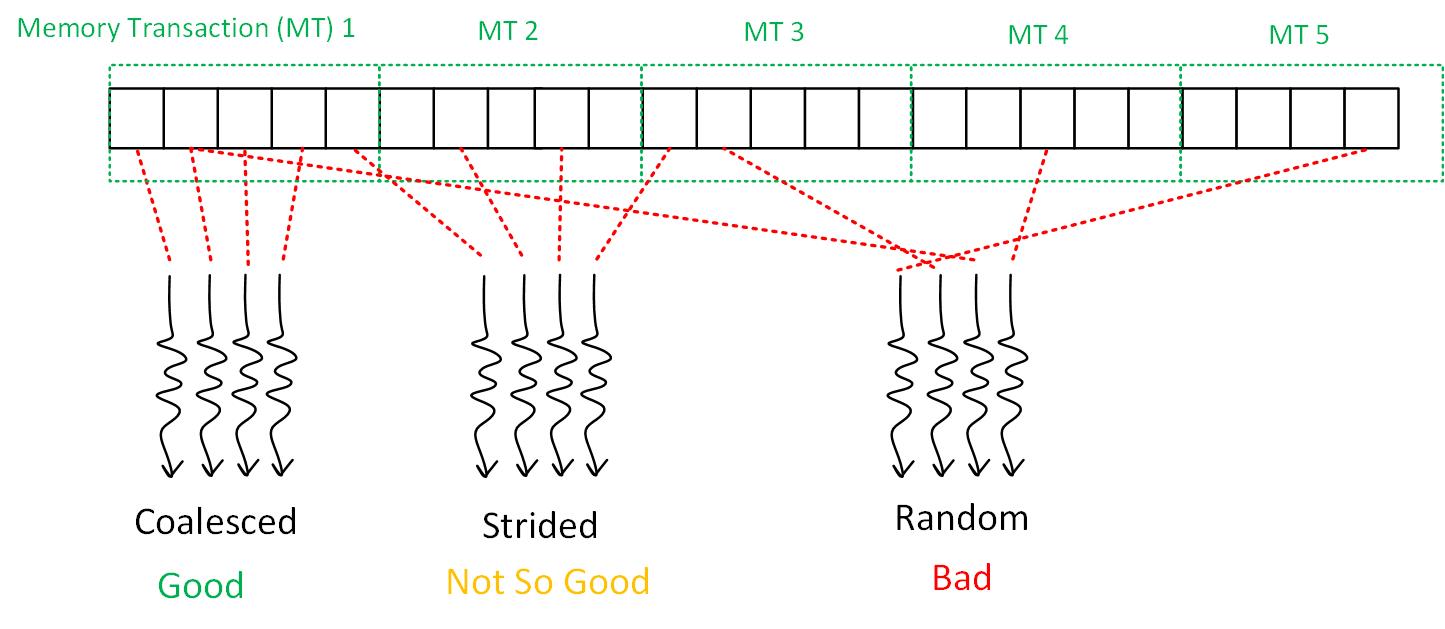 Memory Transaction (MT) 1
MT 2
MT 3
MT 4
MT 5
Coalesced
Strided
Random
Good
Not So Good
Bad